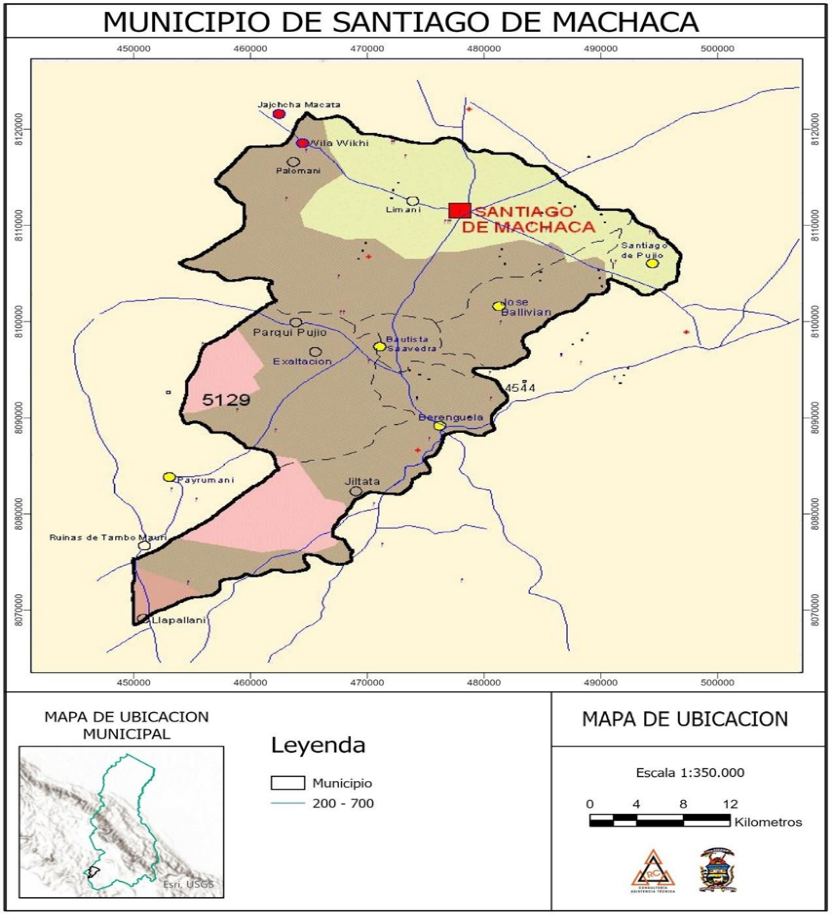 MUNICIPIO DE SANTIAGO DE MACHACA
450000 460000 470000 480000 490000 500000
8120000
8110000
8100000
8090000
8080000
8070000
8120000
8110000
8100000
8090000
8080000
8070000
Jajchcha Macata
Wila Wikhi
Palomani
Limani
SANTIAGO
DE MACHACA
Santiago
de Pujio
Jose
Ballivian
Parqui Pujio
Bautista
Saavedra
Exaltacion
4544
5129
Berenguela
Payrumani
Jiltata
Ruinas de Tambo Mauri
Llapallani
450000 460000 470000 480000 490000 500000
MAPA DE UBICACION
MUNICIPAL
Esri, USGS
Leyenda
Municipio
200 - 700
MAPA DE UBICACION
Escala 1:350.000
0 4 8 12
Kilometros
CONSULTORIA
ASISTENCIA TÉCNICA